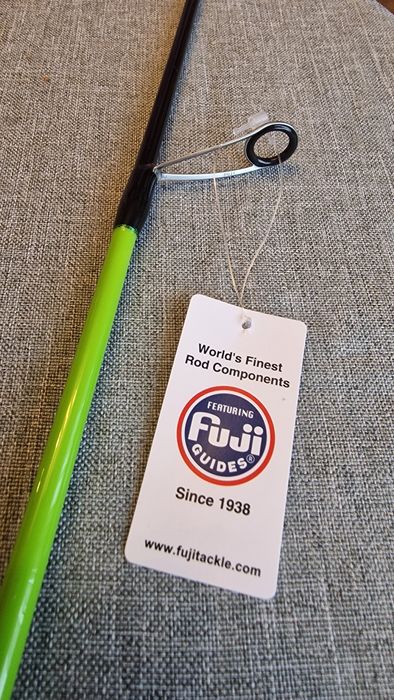 World's Finest
Rod Components
FEATURING
Fuji
GUIDES®
Since 1938
www.fujitackle.com